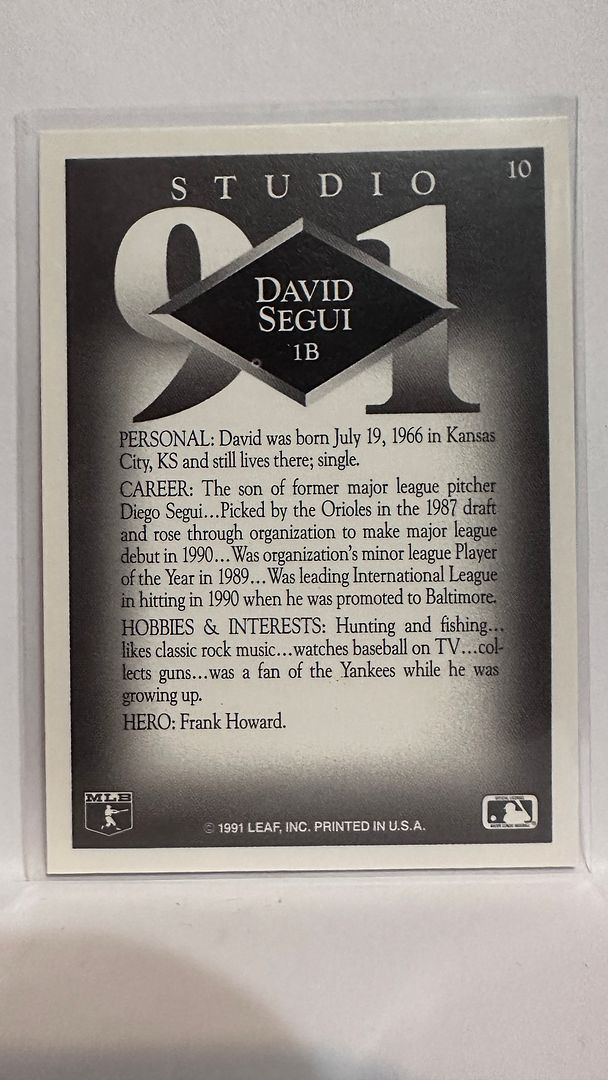 10
STUDIO
91
DAVID
SEGUI
1B
PERSONAL: David was born July 19, 1966 in Kansas
City, KS and still lives there; single.
CAREER: The son of former major league pitcher
Diego Segui...Picked by the Orioles in the 1987 draft
and rose through organization to make major league
debut in 1990...Was organization's minor league Player
of the Year in 1989...Was leading International League
in hitting in 1990 when he was promoted to Baltimore.
HOBBIES & INTERESTS: Hunting and fishing...
likes classic rock music...watches baseball on TV...col-
lects guns...was a fan of the Yankees while he was
growing up.
HERO: Frank Howard.
MLB
© 1991 LEAF, INC. PRINTED IN U.S.A.